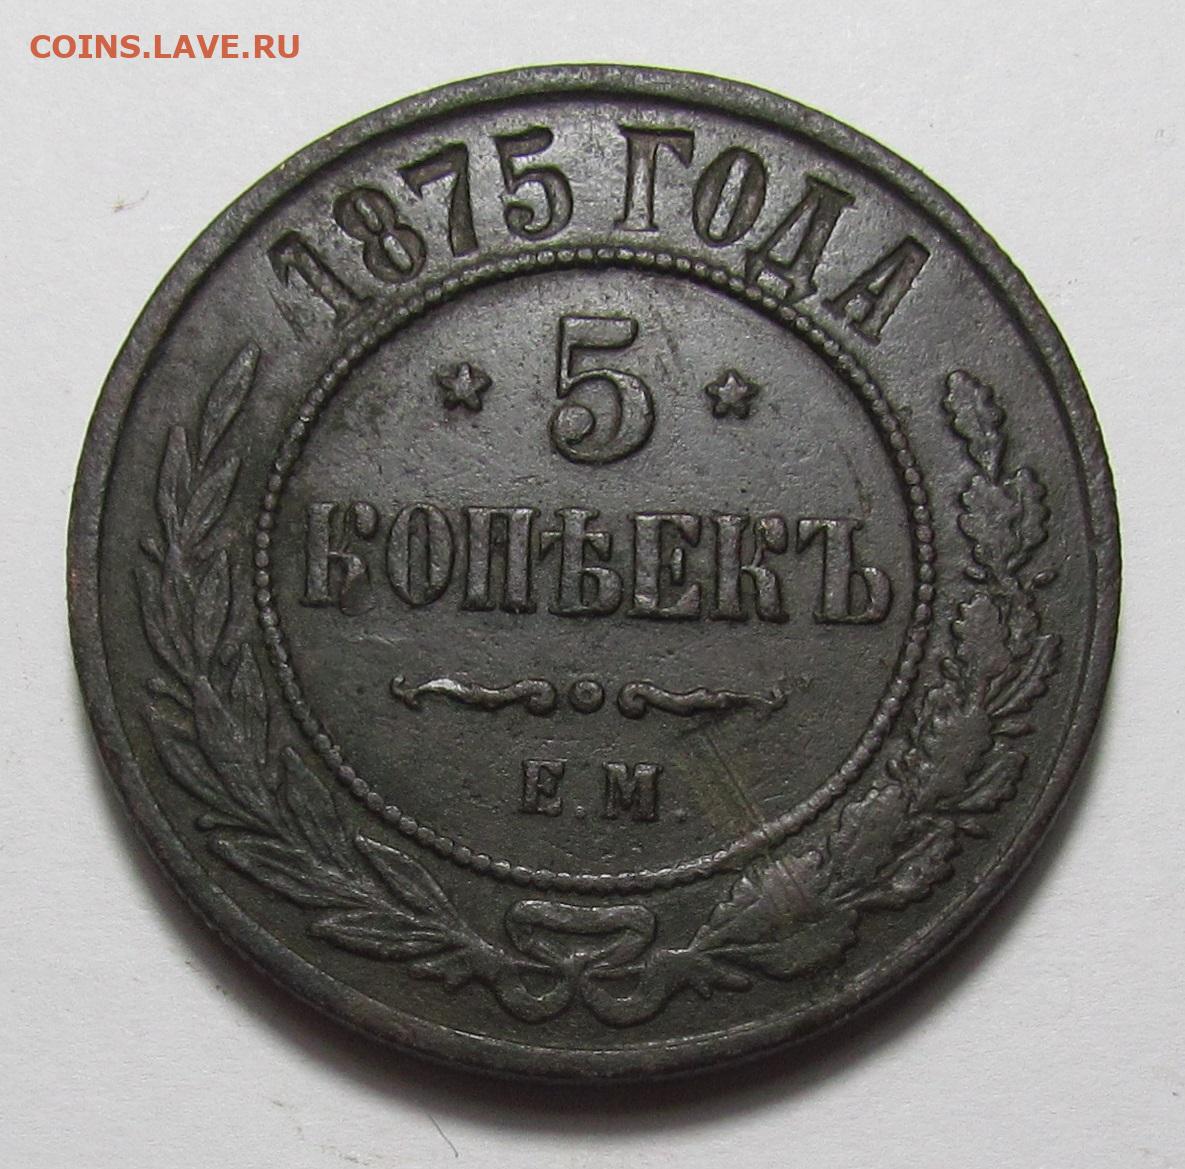 COINS.LAVE.RU
1875 ГОДА
5
КОПѢЕКЪ
Е.М.